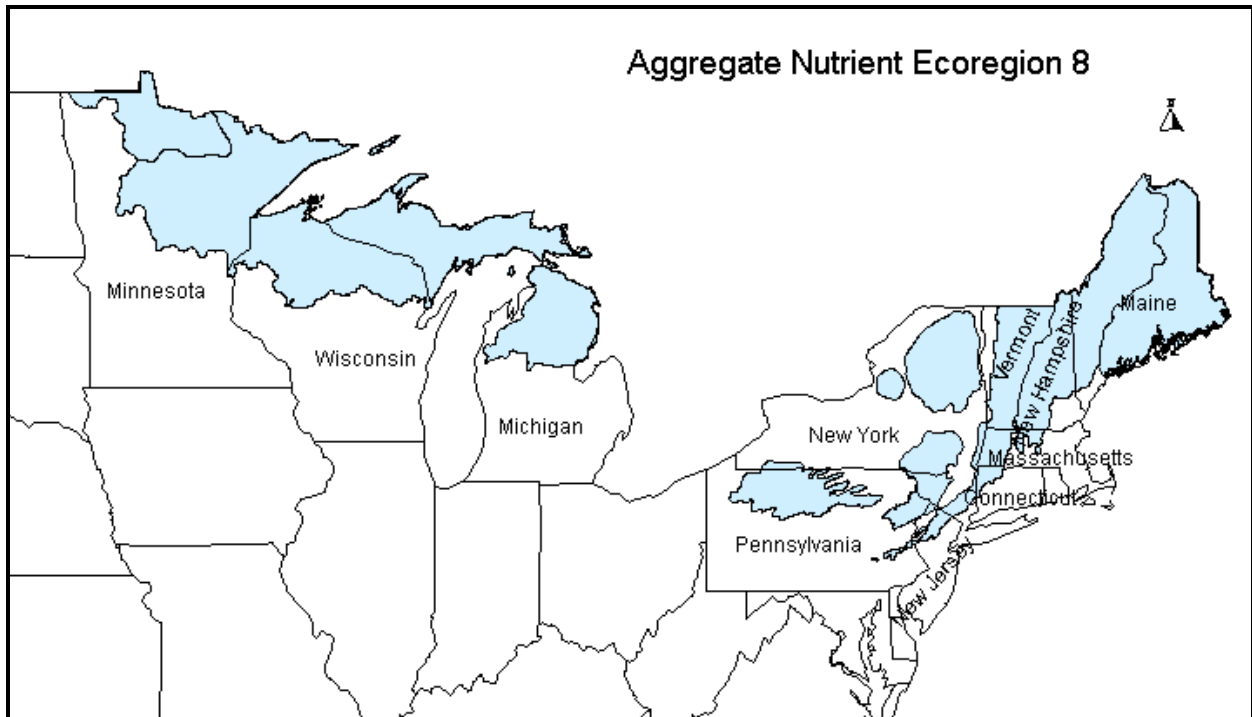 Aggregate Nutrient Ecoregion 8
N
Minnesota
Wisconsin
Michigan
New York
Vermont
New Hampshire
Maine
Massachusetts
Connecticut
Pennsylvania
New Jersey